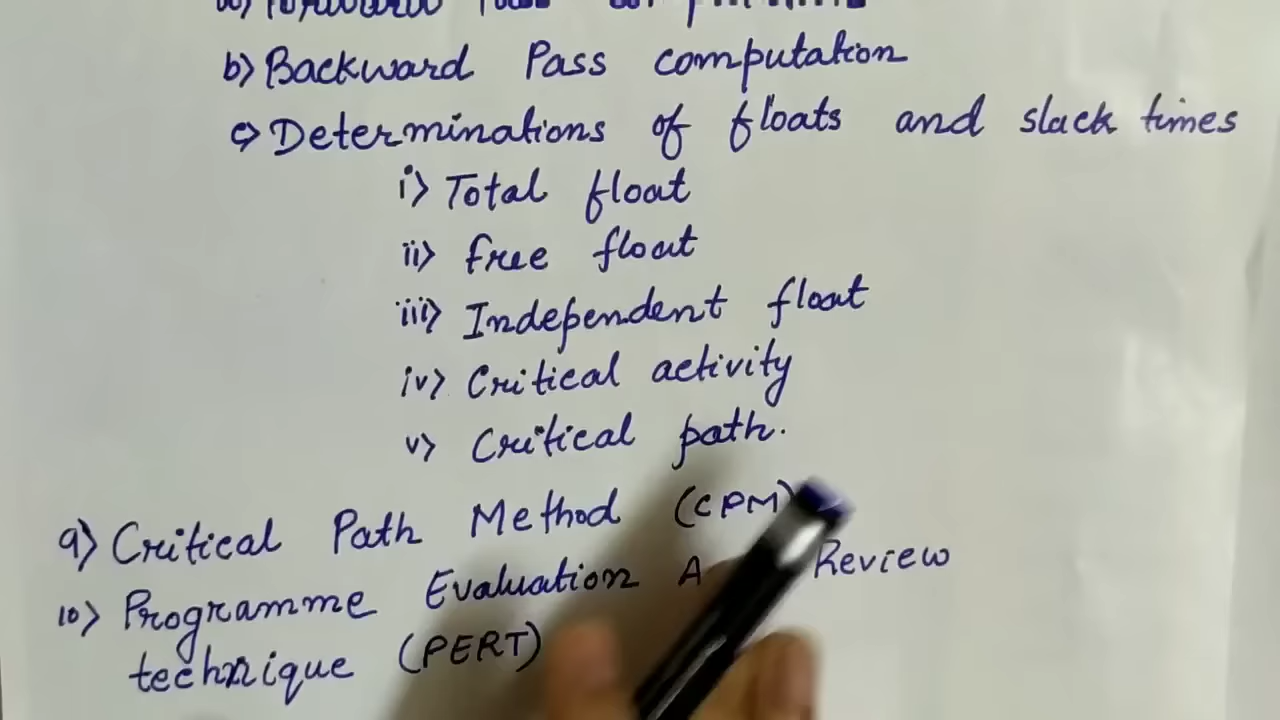 b) Backward Pass computation
c) Determinations of floats and slack times
i) Total float
ii) free float
iii) Independent float
iv) Critical activity
v) Critical path.
9) Critical Path Method (CPM)
10) Programme Evaluation Review
technique (PERT)